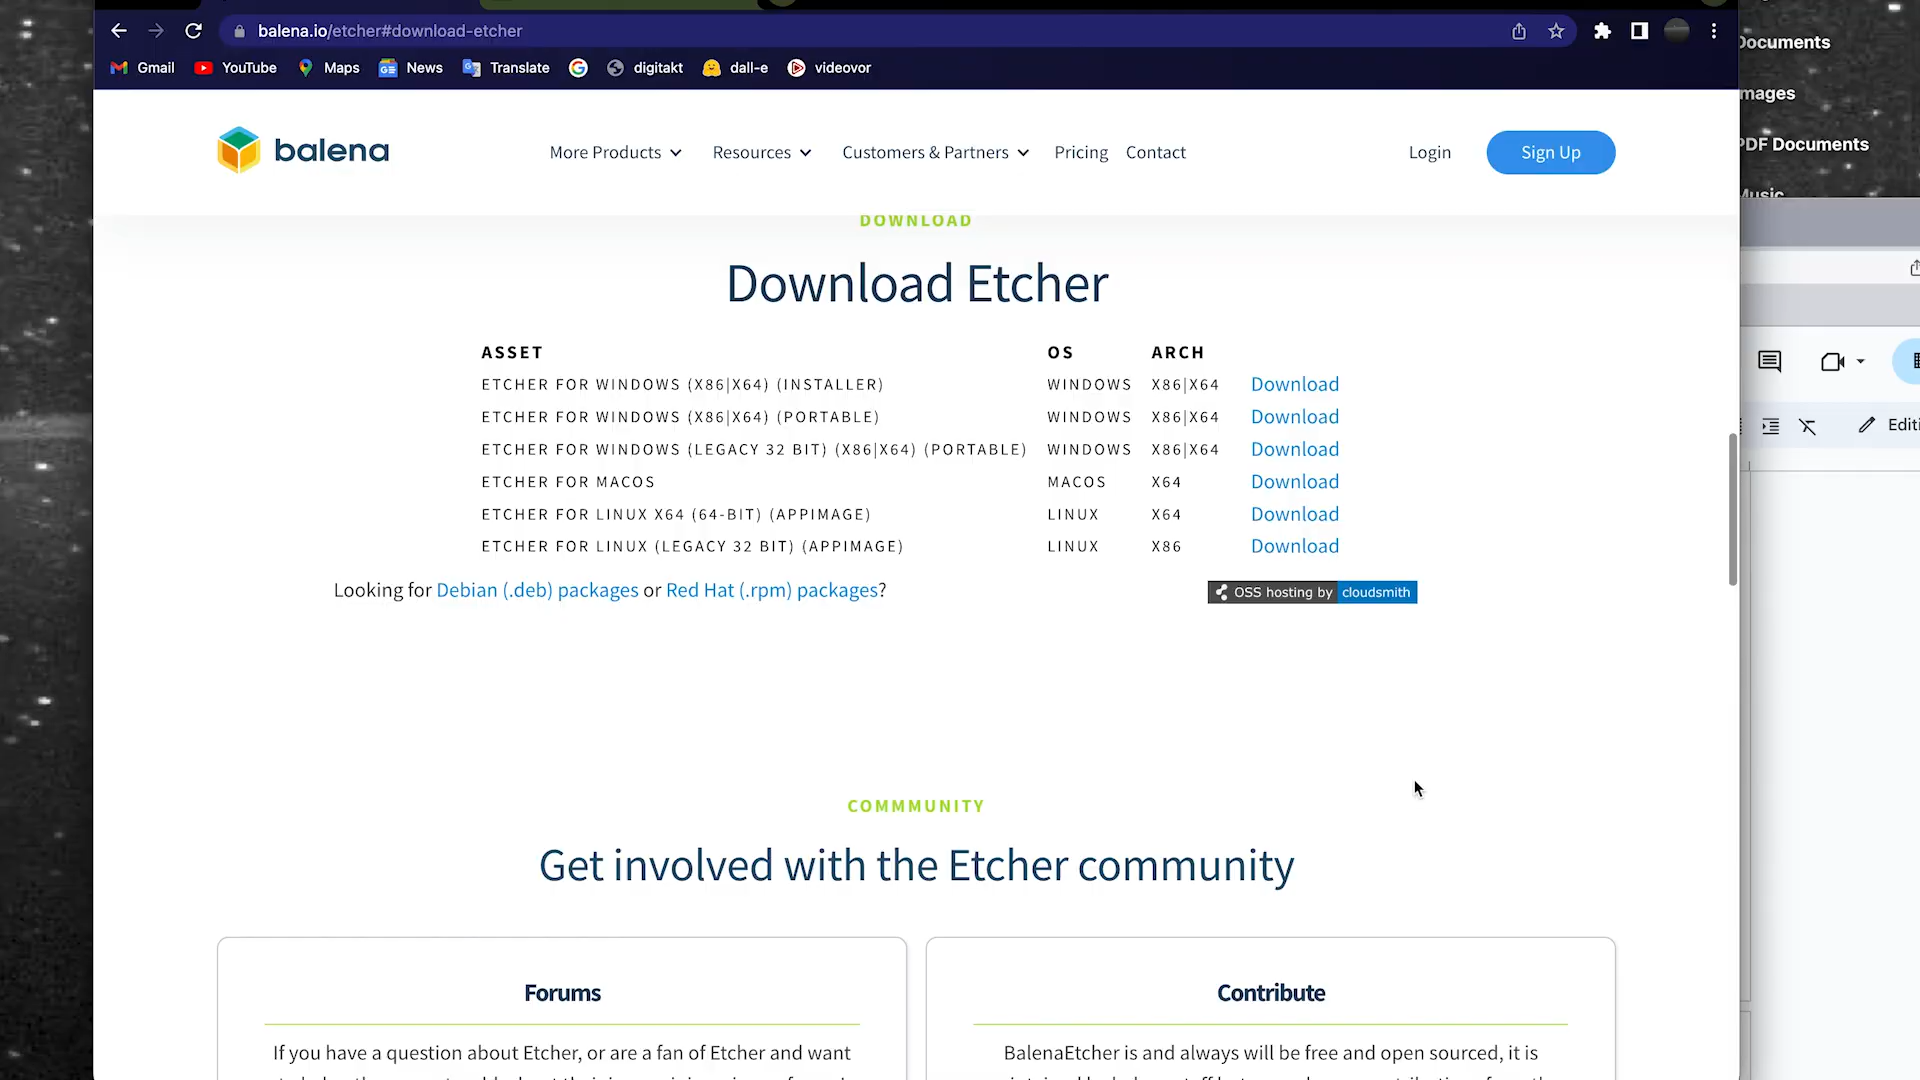 balena.io/etcher#download-etcher
Gmail
YouTube
Maps
News
Translate
digitakt
dall-e
videovor
balena
More Products
Resources
Customers & Partners
Pricing
Contact
Login
Sign Up
DOWNLOAD
Download Etcher
ASSET OS ARCH
ETCHER FOR WINDOWS (X86|X64) (INSTALLER) WINDOWS X86|X64 Download
ETCHER FOR WINDOWS (X86|X64) (PORTABLE) WINDOWS X86|X64 Download
ETCHER FOR WINDOWS (LEGACY 32 BIT) (X86|X64) (PORTABLE) WINDOWS X86|X64 Download
ETCHER FOR MACOS MACOS X64 Download
ETCHER FOR LINUX X64 (64-BIT) (APPIMAGE) LINUX X64 Download
ETCHER FOR LINUX (LEGACY 32 BIT) (APPIMAGE) LINUX X86 Download
Looking for Debian (.deb) packages or Red Hat (.rpm) packages?
OSS hosting by cloudsmith
COMMMUNITY
Get involved with the Etcher community
Forums
If you have a question about Etcher, or are a fan of Etcher and want
Contribute
BalenaEtcher is and always will be free and open sourced, it is
Documents
mages
PDF Documents
Music
Editi